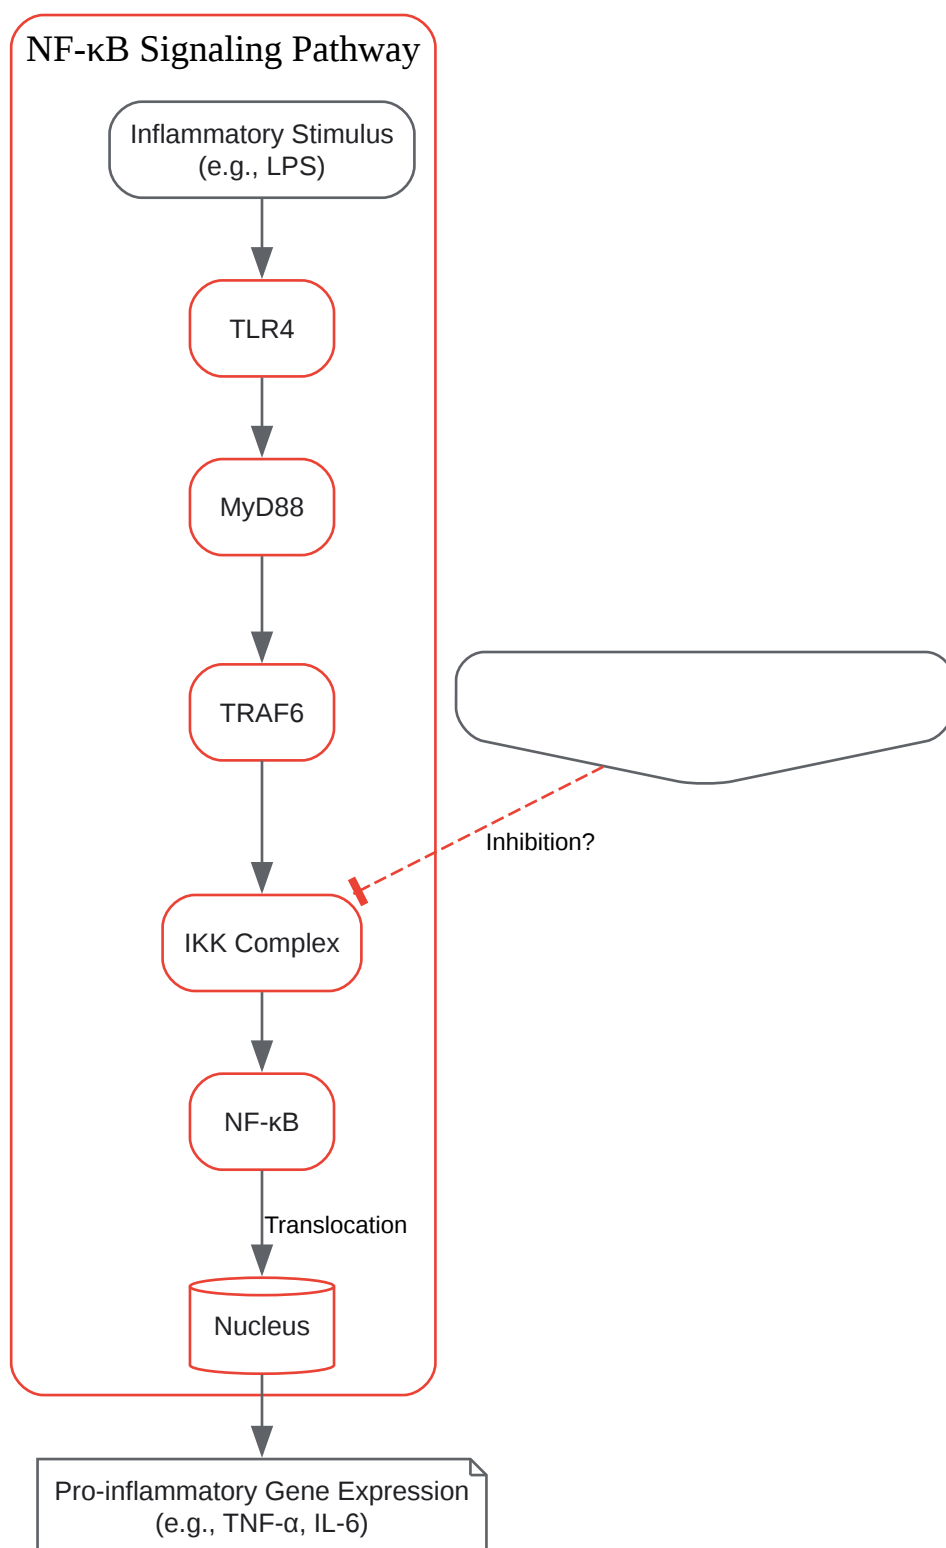 NF-κB Signaling Pathway
Inflammatory Stimulus
(e.g., LPS)
TLR4
MyD88
TRAF6
Inhibition?
IKK Complex
NF-κB
Translocation
Nucleus
Pro-inflammatory Gene Expression
(e.g., TNF-α, IL-6)